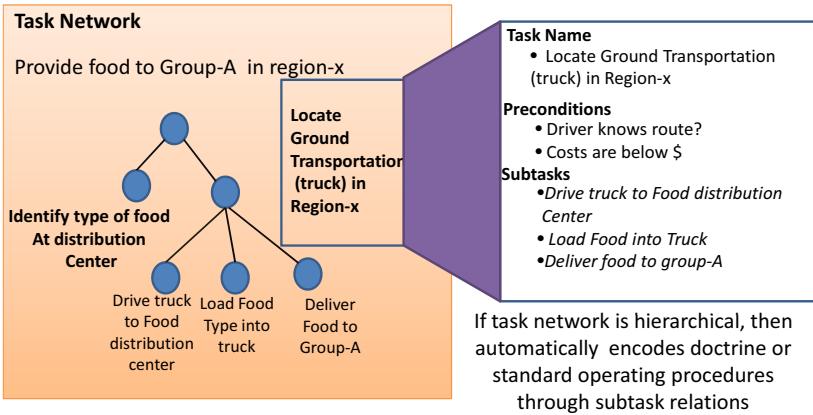 Task Network
Provide food to Group-A in region-x
Locate
Ground
Transportation
(truck) in
Region-x
Identify type of food
At distribution
Center
Drive truck
to Food
distribution
center
Load Food
Type into
truck
Deliver
Food to
Group-A
Task Name
• Locate Ground Transportation
(truck) in Region-x
Preconditions
• Driver knows route?
• Costs are below $
Subtasks
•Drive truck to Food distribution
Center
• Load Food into Truck
•Deliver food to group-A
If task network is hierarchical, then
automatically encodes doctrine or
standard operating procedures
through subtask relations